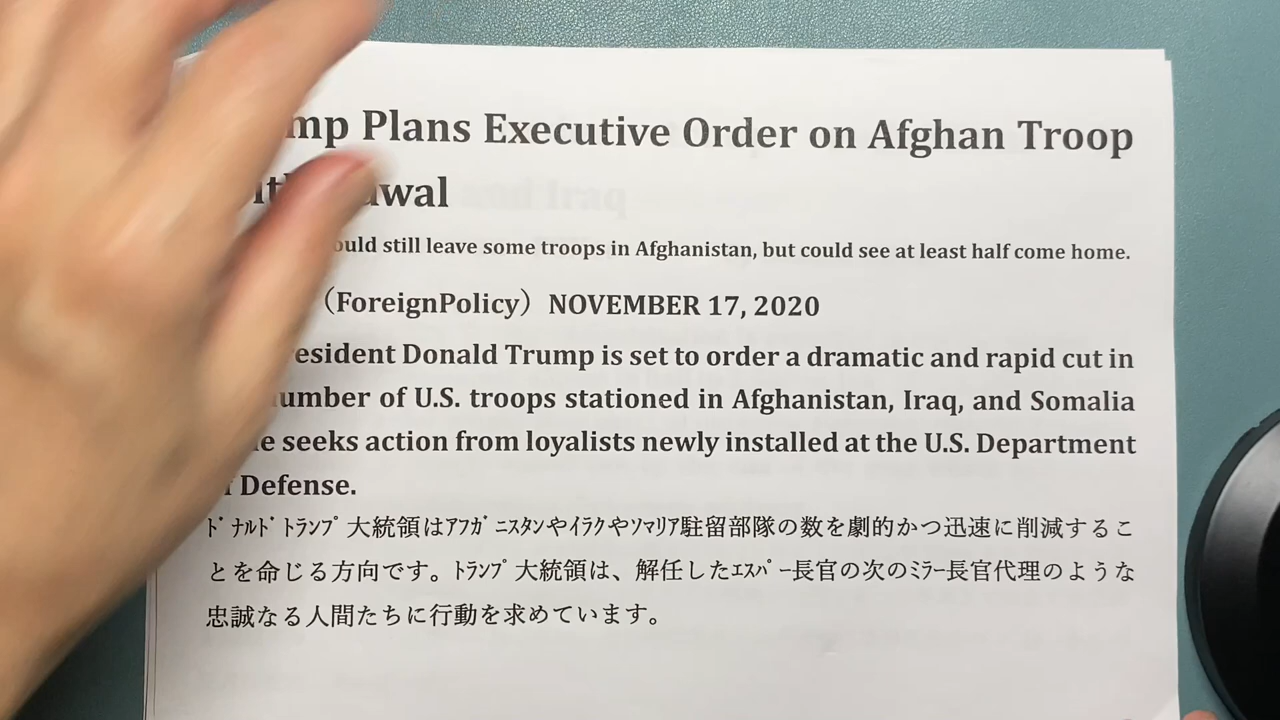 Plans Executive Order on Afghan Troop
still leave some troops in Afghanistan, but could see at least half come home.
（ForeignPolicy）NOVEMBER 17, 2020
Donald Trump is set to order a dramatic and rapid cut in
of U.S. troops stationed in Afghanistan, Iraq, and Somalia
seeks action from loyalists newly installed at the U.S. Department
Defense.
ﾄﾞﾅﾙﾄﾞﾄﾗﾝﾌﾟ大統領はｱﾌｶﾞﾆｽﾀﾝやｲﾗｸやｿﾏﾘｱ駐留部隊の数を劇的かつ迅速に削減するこ
とを命じる方向です。ﾄﾗﾝﾌﾟ大統領は、解任したｴｽﾊﾟｰ長官の次のﾐﾗｰ長官代理のような
忠誠なる人間たちに行動を求めています。